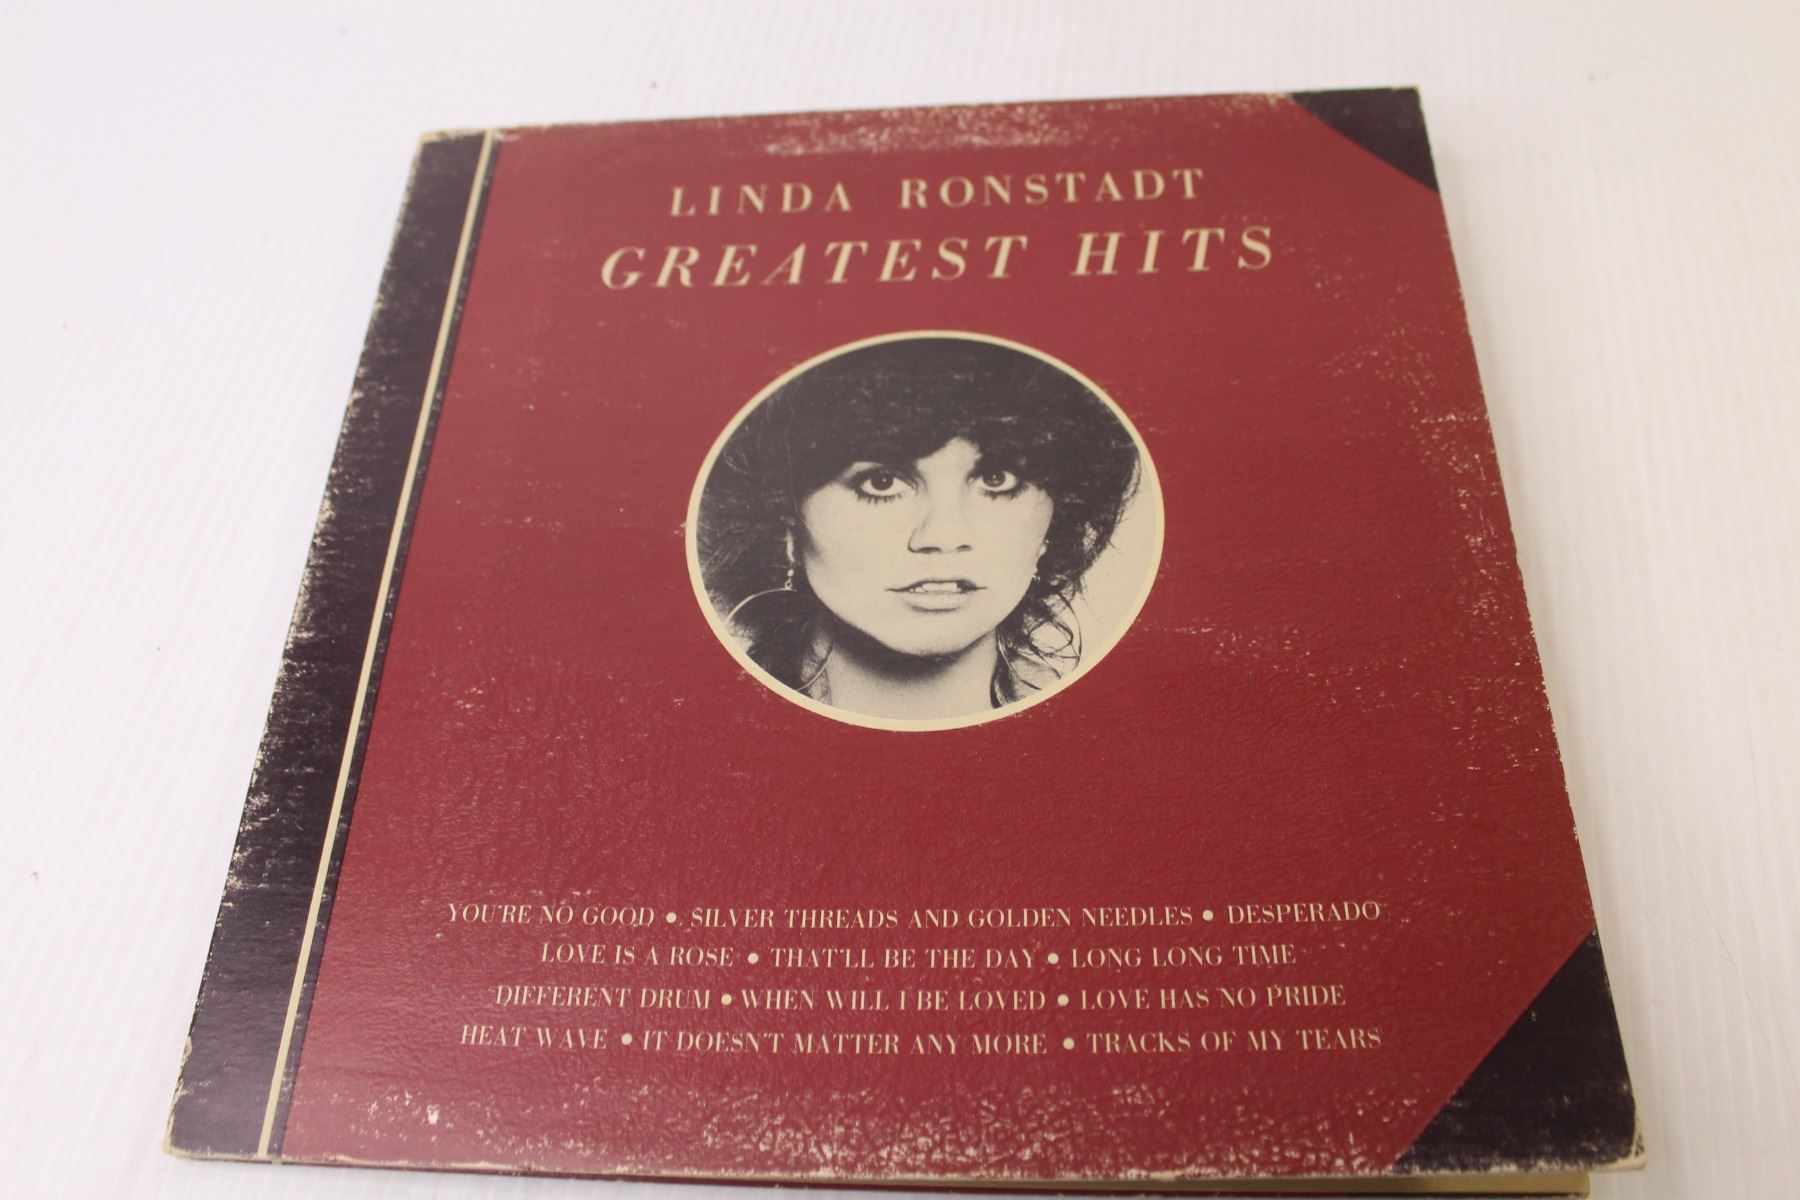 LINDA RONSTADT
GREATEST HITS
YOU'RE NO GOOD • SILVER THREADS AND GOLDEN NEEDLES • DESPERADO
LOVE IS A ROSE • THAT'LL BE THE DAY • LONG LONG TIME
DIFFERENT DRUM • WHEN WILL I BE LOVED • LOVE HAS NO PRIDE
HEAT WAVE • IT DOESN'T MATTER ANY MORE • TRACKS OF MY TEARS